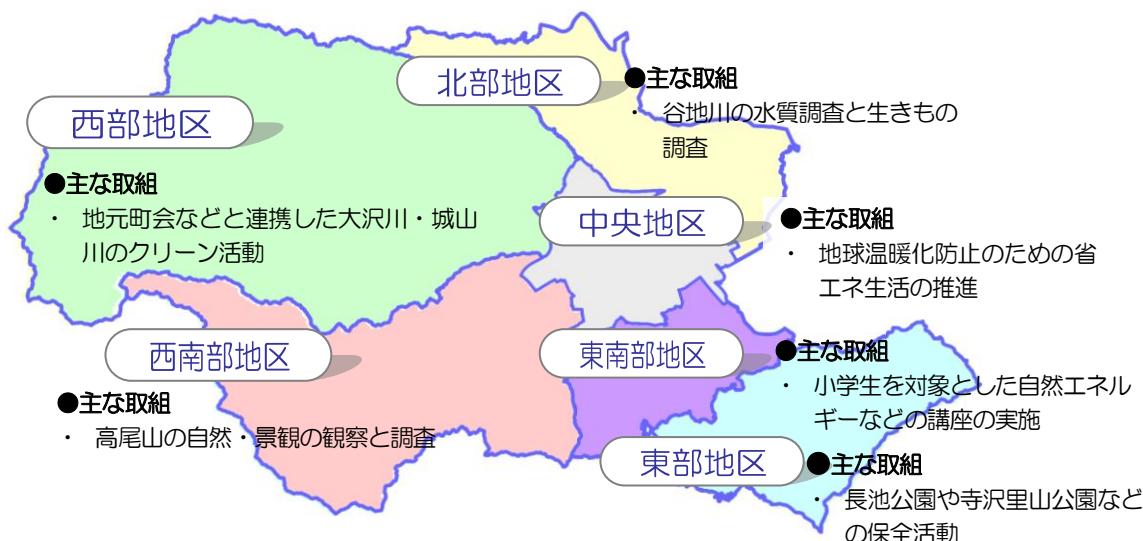 北部地区
●主な取組
・ 谷地川の水質調査と生きもの
調査
西部地区
●主な取組
・ 地元町会などと連携した大沢川・城山
川のクリーン活動
中央地区
●主な取組
・ 地球温暖化防止のための省
エネ生活の推進
西南部地区
●主な取組
・ 高尾山の自然・景観の観察と調査
東南部地区
●主な取組
・ 小学生を対象とした自然エネル
ギーなどの講座の実施
東部地区
●主な取組
・ 長池公園や寺沢里山公園など
の保全活動